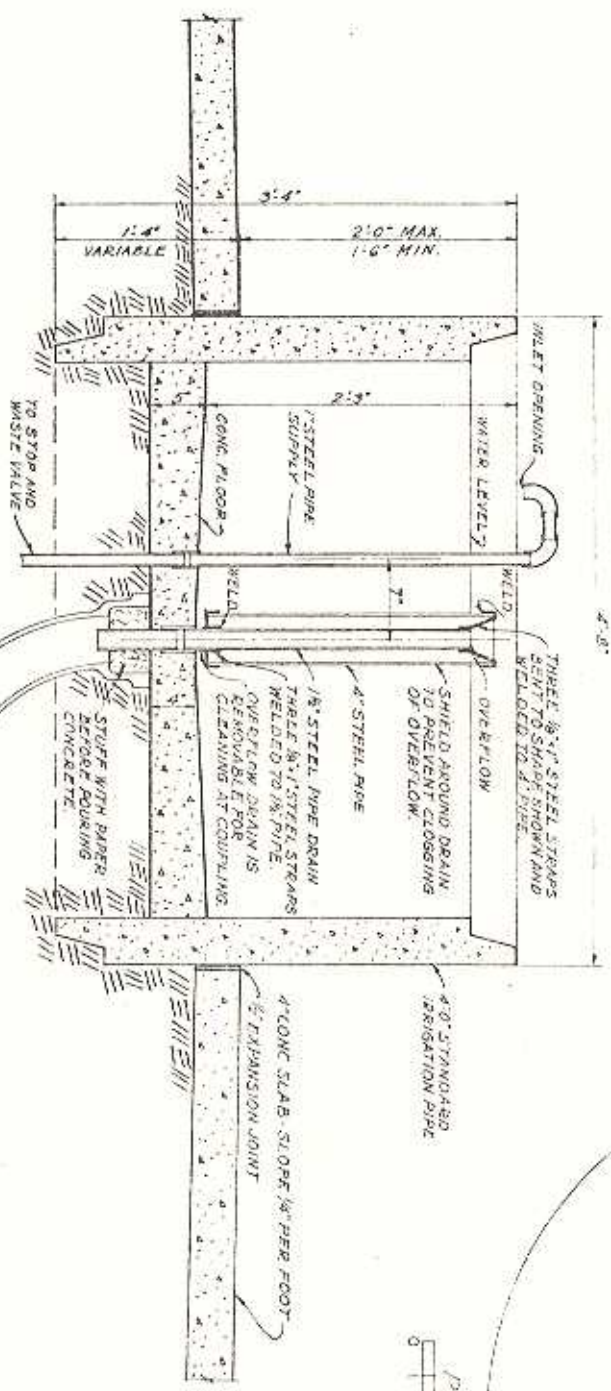 4'-8"
INLET OPENING
WATER LEVEL
1" STEEL PIPE
SUPPLY
CONC. FLOOR
TO STOP AND
WASTE VALVE
3'-4"
2'-0" MAX.
1'-6" MIN.
1'-4"
VARIABLE
2'-3"
5"
7"
WELD
WELD
THREE 1/8" x 1" STEEL STRAPS
BENT TO SHAPE SHOWN AND
WELDED TO 4" PIPE
OVERFLOW
SHIELD AROUND DRAIN
TO PREVENT CLOGGING
OF OVERFLOW
4" STEEL PIPE
1½" STEEL PIPE DRAIN
THREE 1/8" x 1" STEEL STRAPS
WELDED TO 1½ PIPE.
OVERFLOW DRAIN IS
REMOVABLE FOR
CLEANING AT COUPLING.
STUFF WITH PAPER
BEFORE POURING
CONCRETE.
4'-0" STANDARD
IRRIGATION PIPE
4" CONC SLAB - SLOPE 1/4" PER FOOT
1/2" EXPANSION JOINT
0